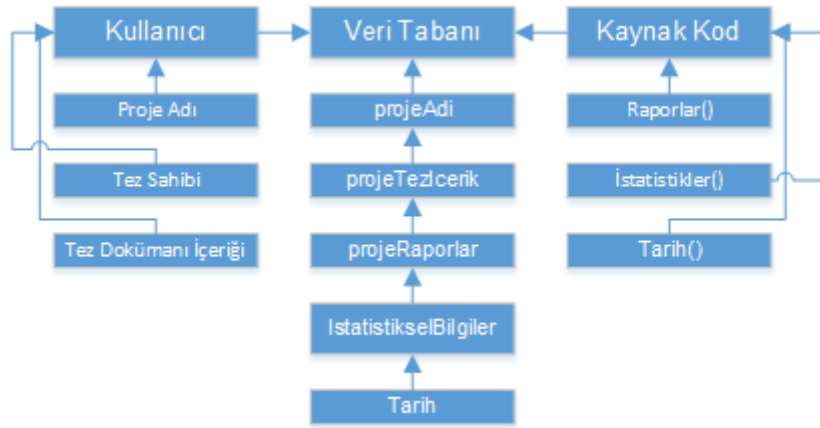 Kullanıcı
Veri Tabanı
Kaynak Kod
Proje Adı
projeAdi
Raporlar()
Tez Sahibi
projeTezIcerik
İstatistikler()
Tez Dokümanı İçeriği
projeRaporlar
Tarih()
IstatistikselBilgiler
Tarih